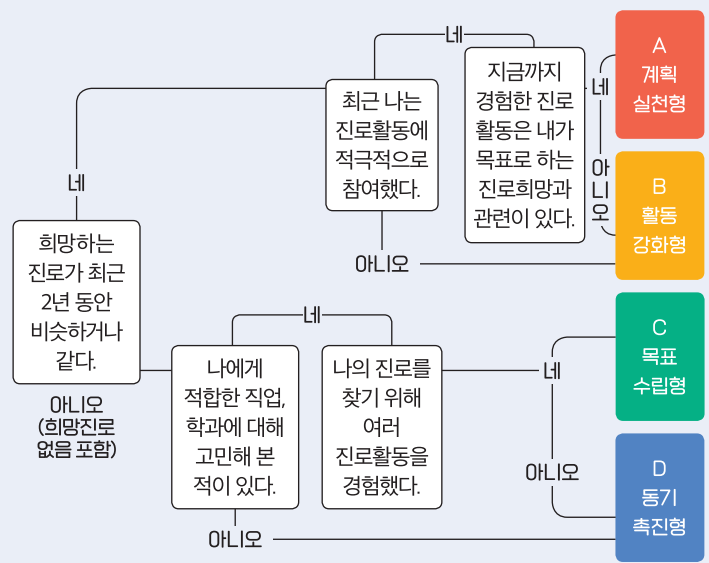 희망하는
진로가 최근
2년 동안
비슷하거나
같다.
네
최근 나는
진로활동에
적극적으로
참여했다.
네
지금까지
경험한 진로
활동은 내가
목표로 하는
진로희망과
관련이 있다.
네
아니오
아니오
A
계획
실천형
B
활동
강화형
아니오
(희망진로
없음 포함)
나에게
적합한 직업,
학과에 대해
고민해 본
적이 있다.
네
나의 진로를
찾기 위해
여러
진로활동을
경험했다.
네
아니오
아니오
C
목표
수립형
D
동기
촉진형